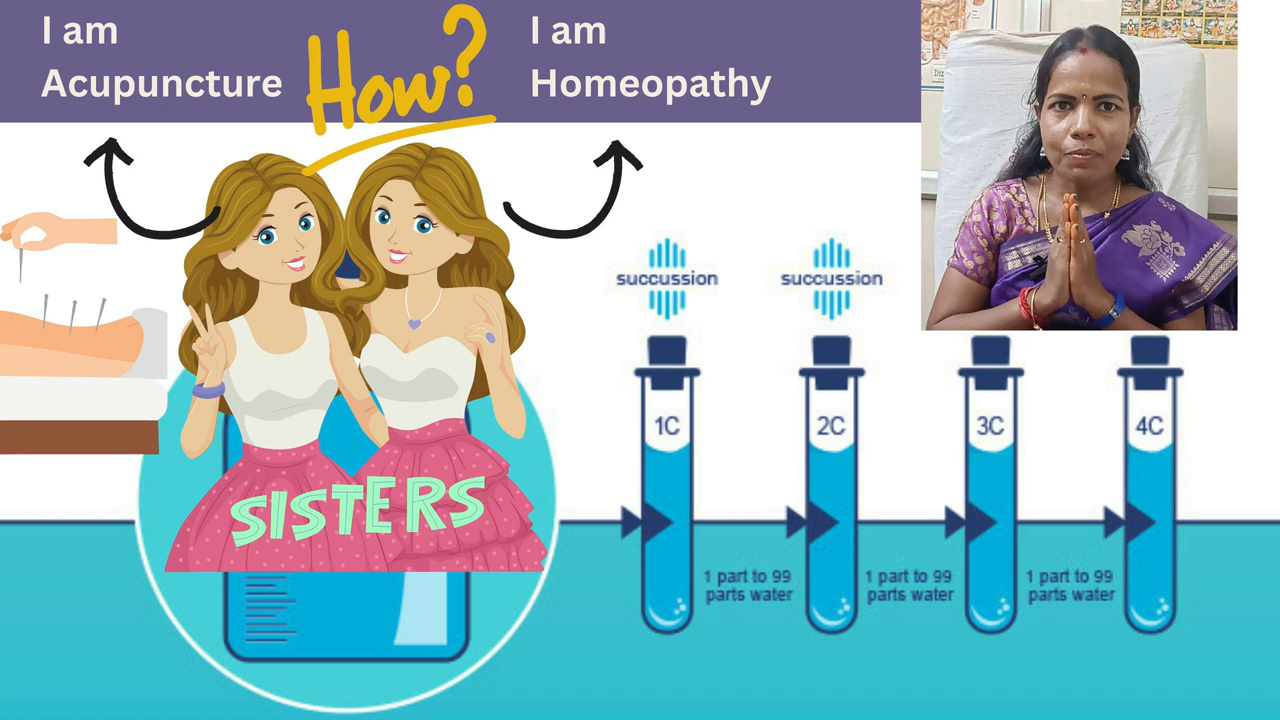 I am
Acupuncture
How?
I am
Homeopathy
succussion
succussion
1C
2C
3C
4C
SISTERS
1 part to 99
parts water
1 part to 99
parts water
1 part to 99
parts water